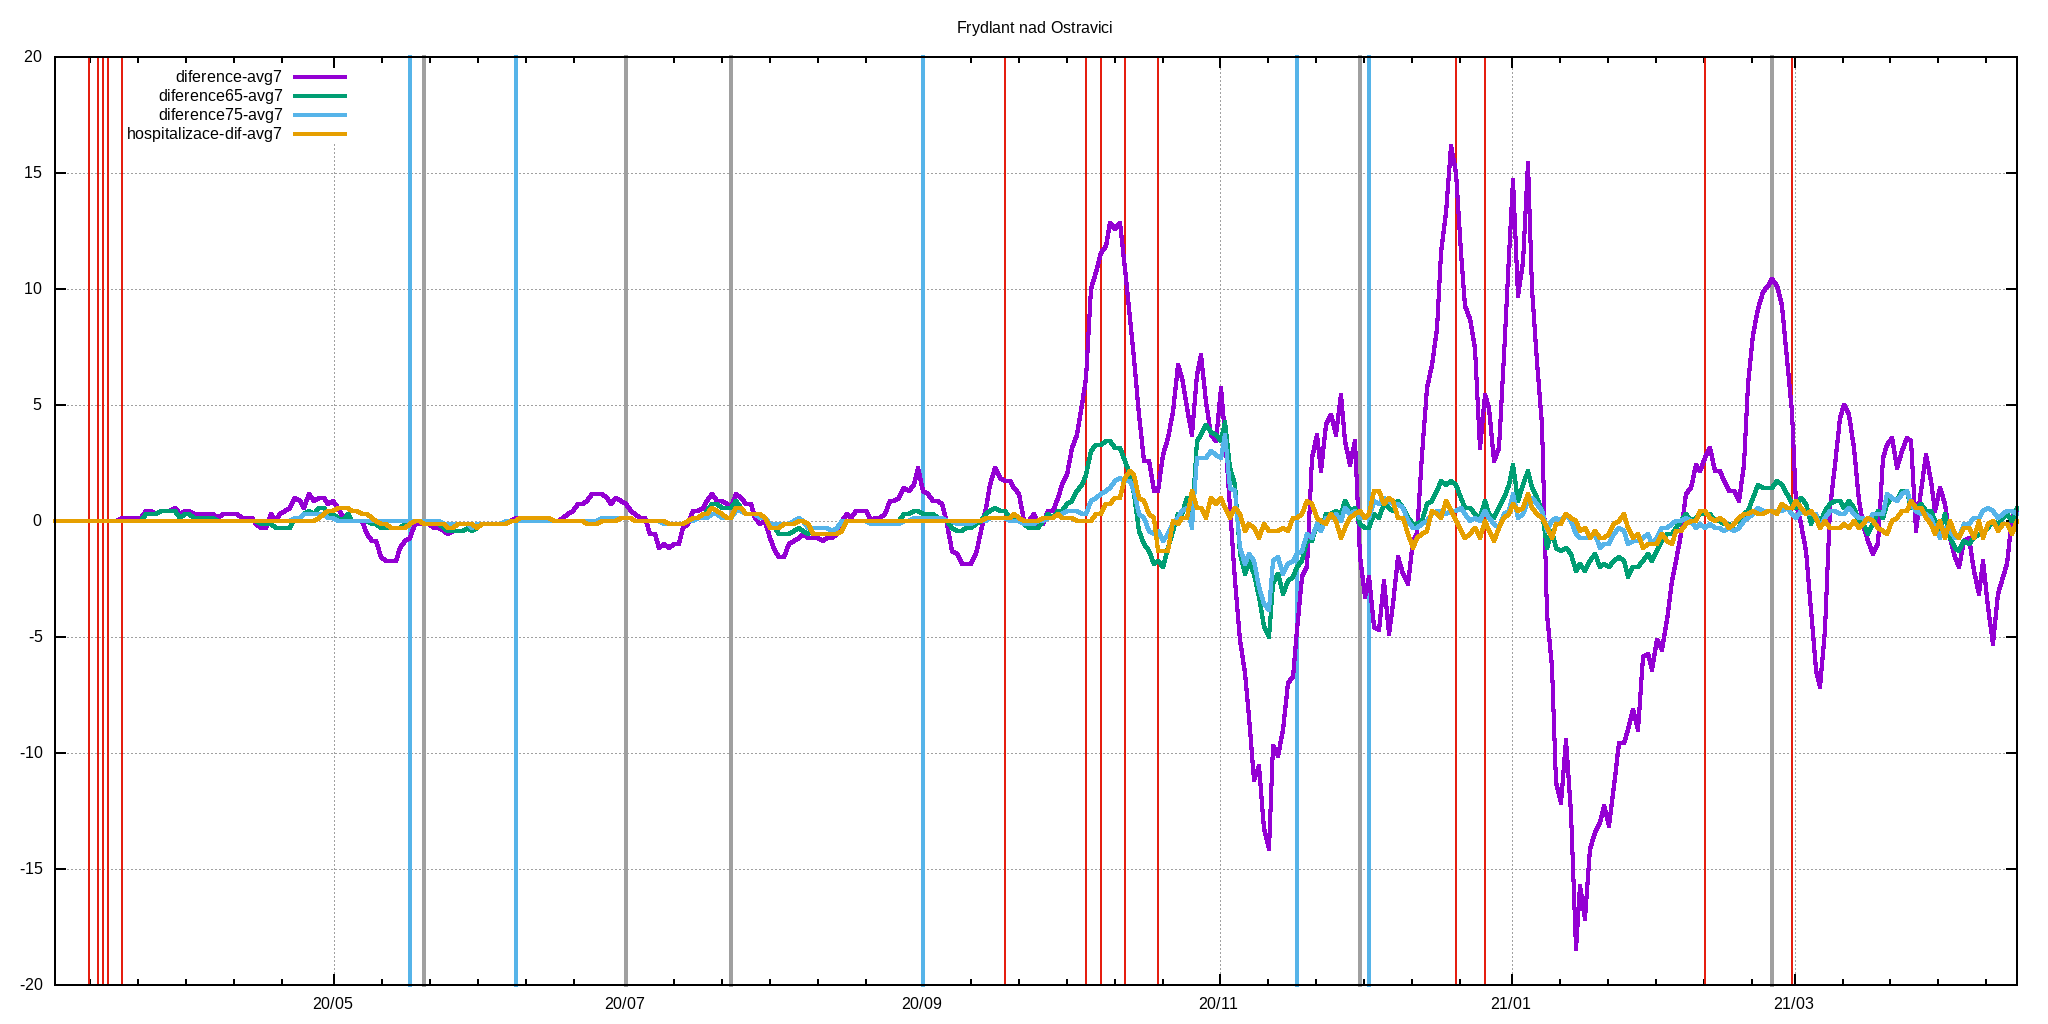 Frydlant nad Ostravici
diference-avg7
diference65-avg7
diference75-avg7
hospitalizace-dif-avg7
20
15
10
5
0
-5
-10
-15
-20
20/05 20/07 20/09 20/11 21/01 21/03